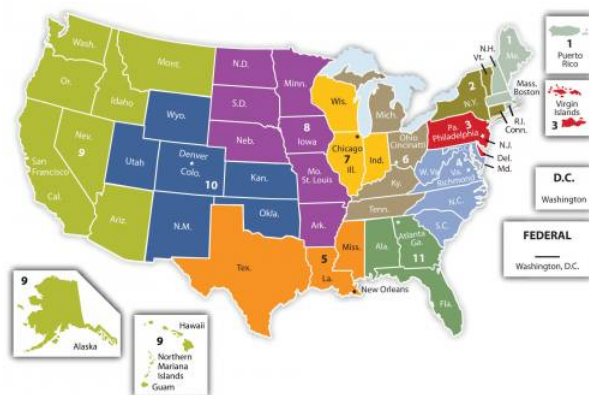 Wash.
Mont.
N.D.
Minn.
N.H.
Vt.
Me.
1
1
Puerto
Rico
Or.
Idaho
S.D.
Wis.
Mich.
2
N.Y.
Mass.
Boston
R.I.
Conn.
Virgin
Islands
3
Wyo.
Nev.
9
Neb.
8
Iowa
Chicago
7
Ill.
Ind.
Ohio
Cincinnati
6
Pa.
3
Philadelphia
N.J.
Del.
Md.
San
Francisco
Cal.
Utah
Denver
Colo.
10
Kan.
Mo.
St. Louis
Ky.
W. Va.
4
Va.
Richmond
D.C.
Washington
Ariz.
N.M.
Okla.
Ark.
Tenn.
N.C.
S.C.
FEDERAL
Washington, D.C.
Tex.
5
La.
Miss.
Ala.
Atlanta
Ga.
11
New Orleans
Fla.
9
Alaska
9
Hawaii
Northern
Mariana
Islands
Guam